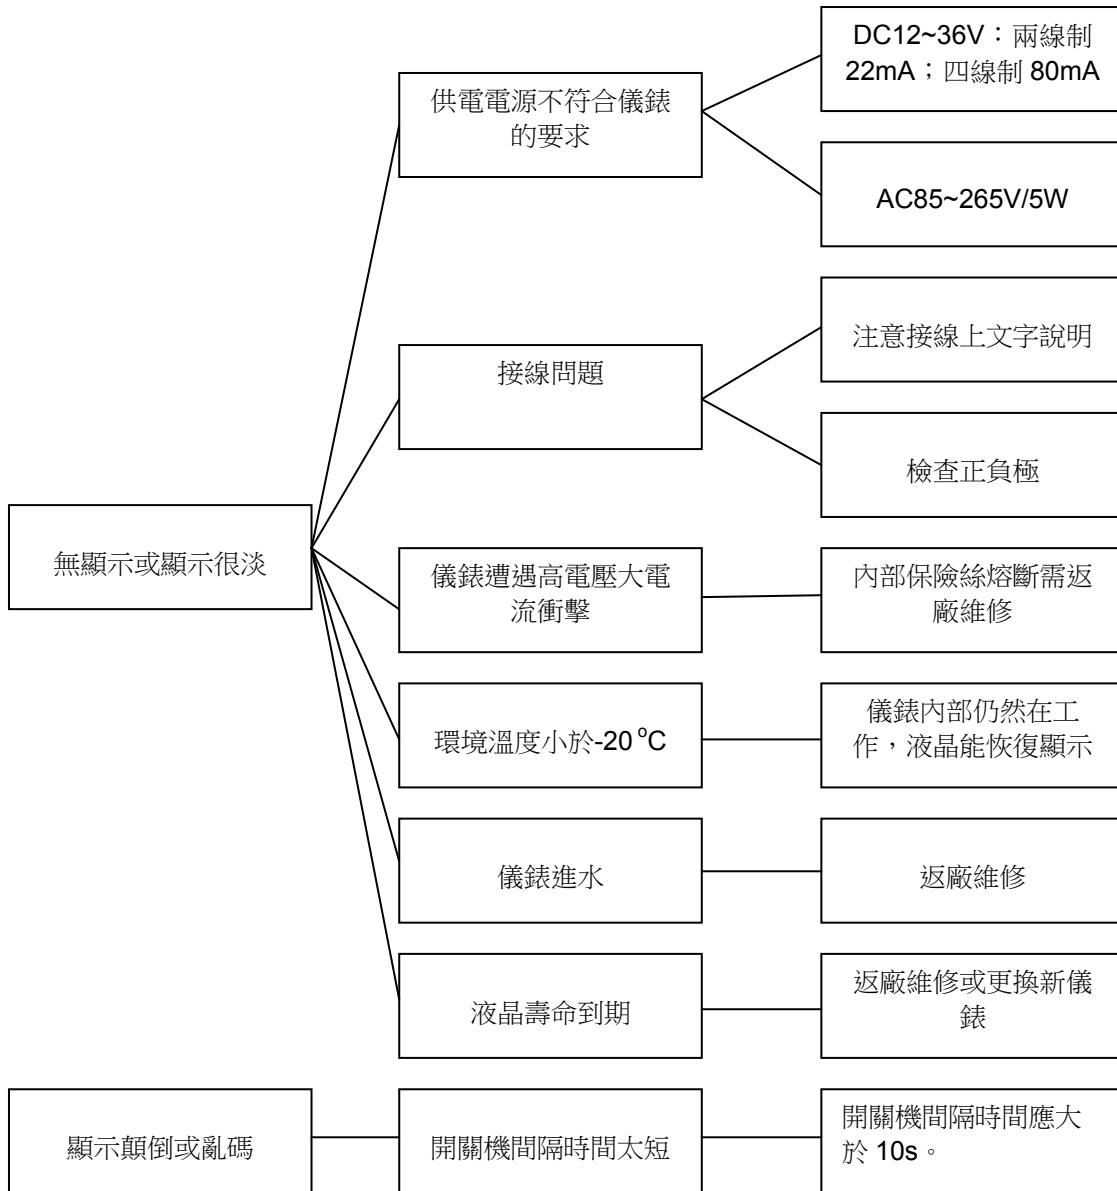 DC12~36V：兩線制
22mA；四線制 80mA
供電電源不符合儀錶
的要求
AC85~265V/5W
注意接線上文字說明
接線問題
檢查正負極
無顯示或顯示很淡
儀錶遭遇高電壓大電
流衝擊
內部保險絲熔斷需返
廠維修
環境溫度小於-20 °C
儀錶內部仍然在工
作，液晶能恢復顯示
儀錶進水
返廠維修
液晶壽命到期
返廠維修或更換新儀
錶
顯示顛倒或亂碼
開關機間隔時間太短
開關機間隔時間應大
於 10s。